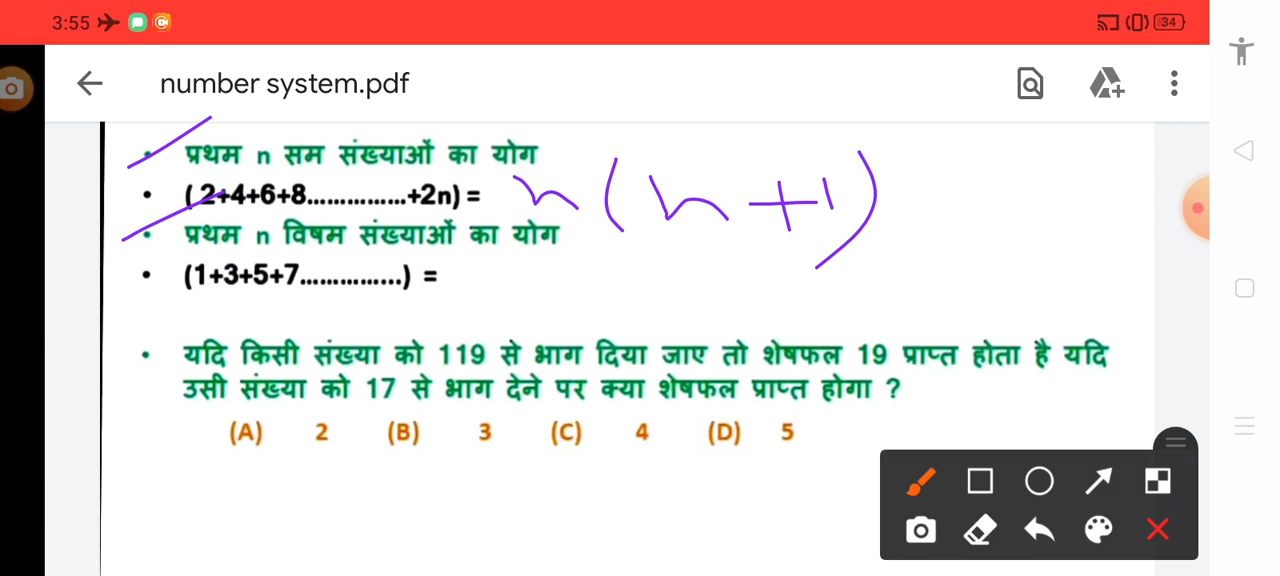 3:55 34
number system.pdf
• प्रथम n सम संख्याओं का योग
• (2+4+6+8...............+2n) = n(n+1)
• प्रथम n विषम संख्याओं का योग
• (1+3+5+7...............) =
• यदि किसी संख्या को 119 से भाग दिया जाए तो शेषफल 19 प्राप्त होता है यदि
उसी संख्या को 17 से भाग देने पर क्या शेषफल प्राप्त होगा ?
(A) 2 (B) 3 (C) 4 (D) 5